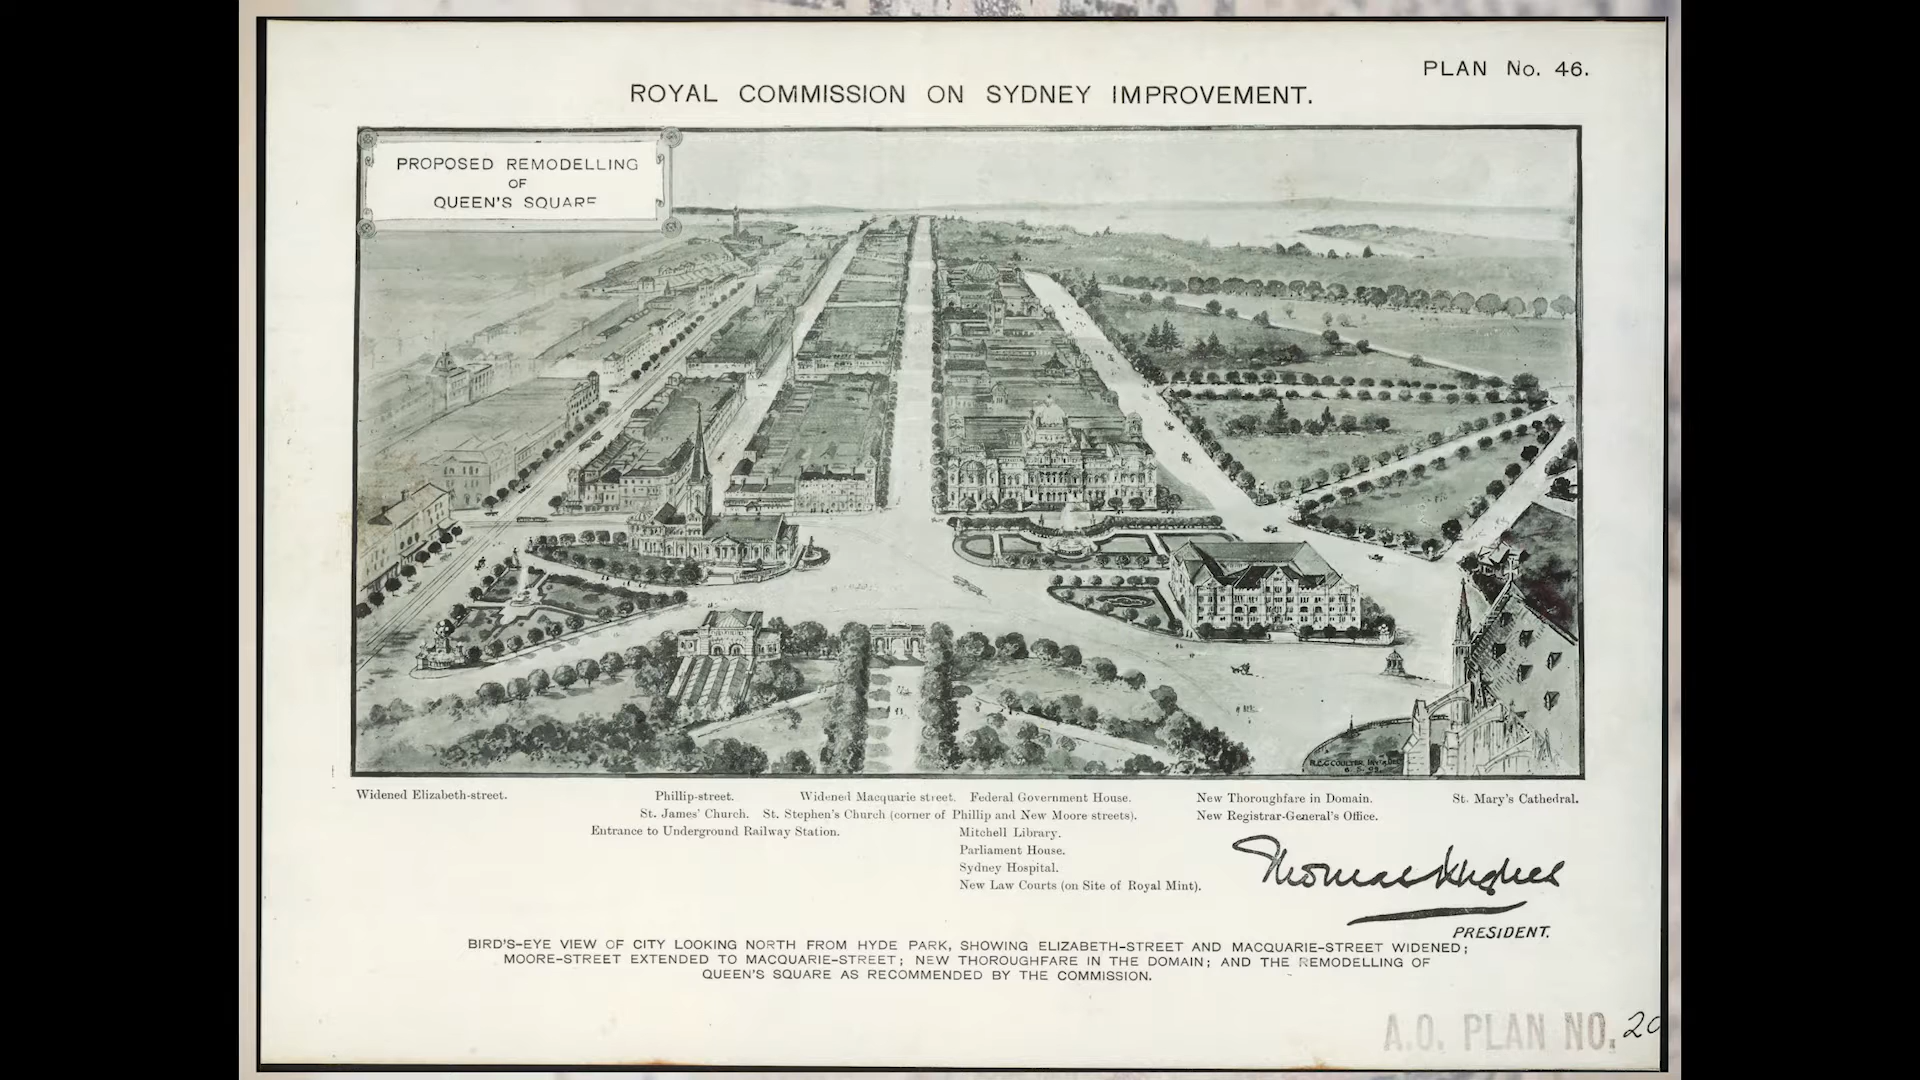 PLAN No. 46.
ROYAL COMMISSION ON SYDNEY IMPROVEMENT.
PROPOSED REMODELLING
OF
QUEEN'S SQUARE
Widened Elizabeth-street. Phillip-street. Widened Macquarie street. Federal Government House. New Thoroughfare in Domain. St. Mary's Cathedral.
St. James' Church. St. Stephen's Church (corner of Phillip and New Moore streets). New Registrar-General's Office.
Entrance to Underground Railway Station. Mitchell Library.
Parliament House.
Sydney Hospital.
New Law Courts (on Site of Royal Mint).
Thomas Hughes
PRESIDENT.
BIRD'S-EYE VIEW OF CITY LOOKING NORTH FROM HYDE PARK, SHOWING ELIZABETH-STREET AND MACQUARIE-STREET WIDENED;
MOORE-STREET EXTENDED TO MACQUARIE-STREET; NEW THOROUGHFARE IN THE DOMAIN; AND THE REMODELLING OF
QUEEN'S SQUARE AS RECOMMENDED BY THE COMMISSION.
A.O. PLAN NO.